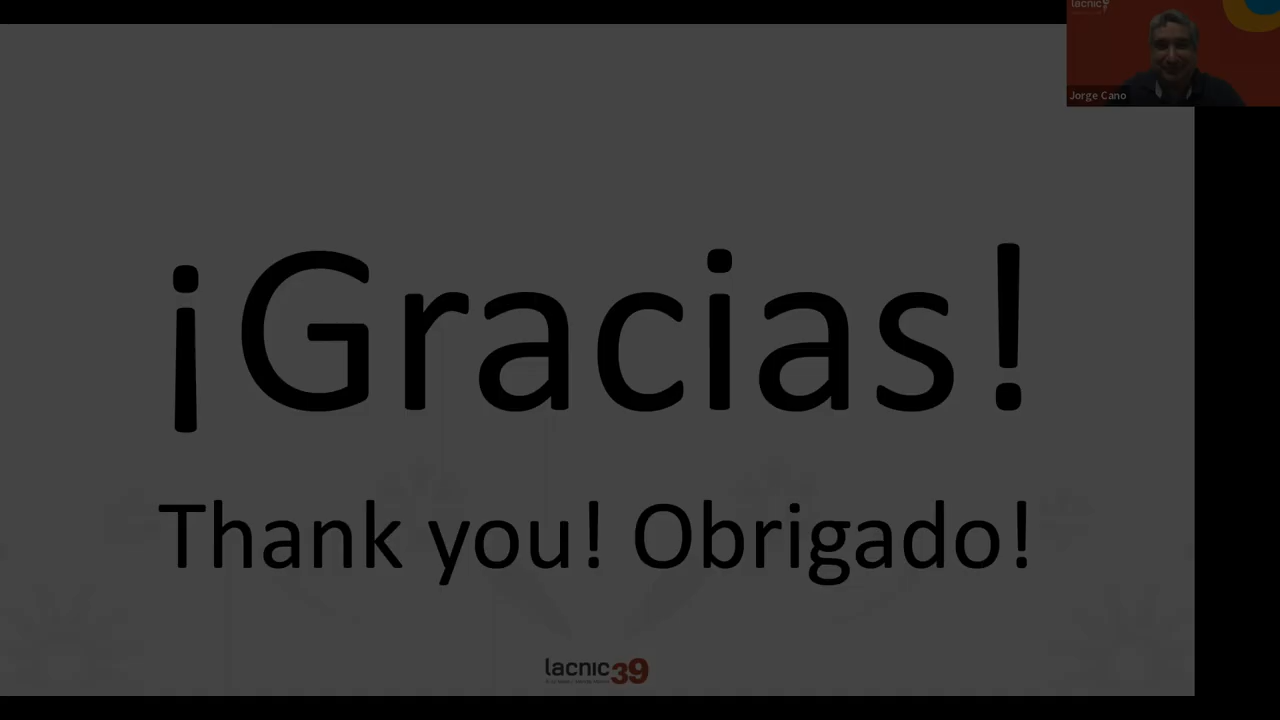 lacnic
Jorge Cano
¡Gracias!
Thank you! Obrigado!
lacnic39